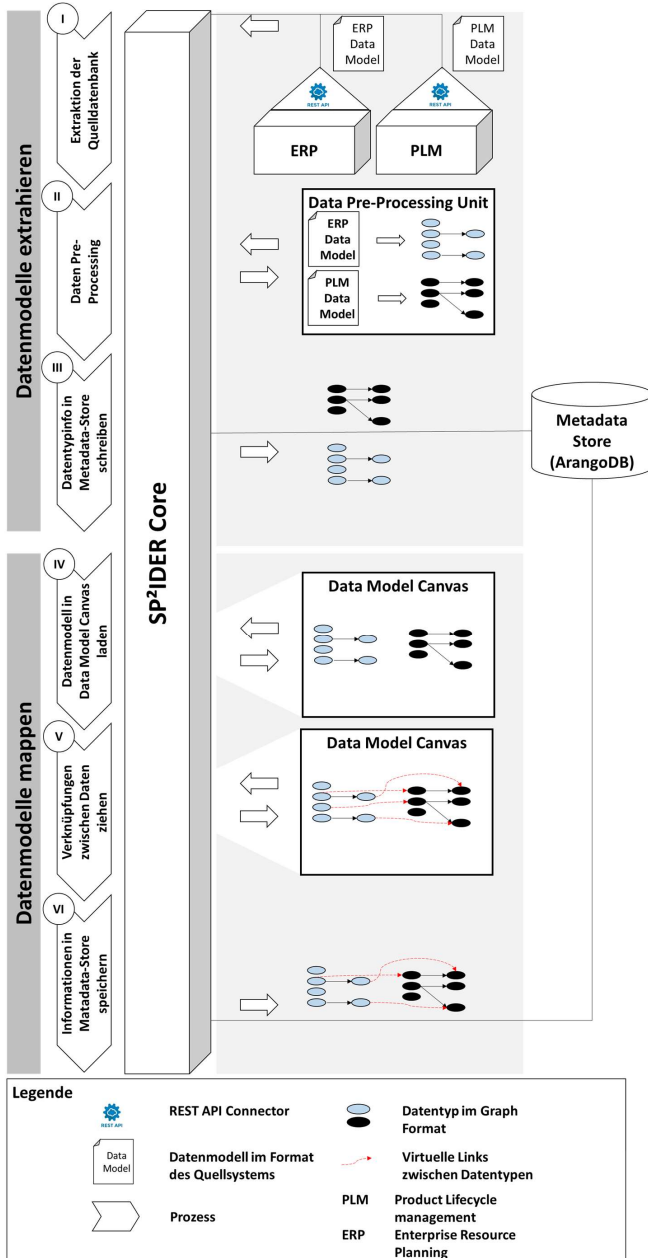 Datenmodelle extrahieren
I
Extraktion der
Quelldatenbank
II
Daten Pre-
Processing
III
Datentypinfo in
Metadata-Store
schreiben
SP²IDER Core
ERP
Data
Model
PLM
Data
Model
REST API
REST API
ERP
PLM
Data Pre-Processing Unit
ERP
Data
Model
PLM
Data
Model
Metadata
Store
(ArangoDB)
Datenmodelle mappen
IV
Datenmodell in
Data Model Canvas
laden
V
Verknüpfungen
zwischen Daten
ziehen
VI
Informationen in
Matadata-Store
speichern
Data Model Canvas
Data Model Canvas
Legende
REST API
REST API Connector
Data
Model
Datenmodell im Format
des Quellsystems
Prozess
Datentyp im Graph
Format
Virtuelle Links
zwischen Datentypen
PLM Product Lifecycle
management
ERP Enterprise Resource
Planning